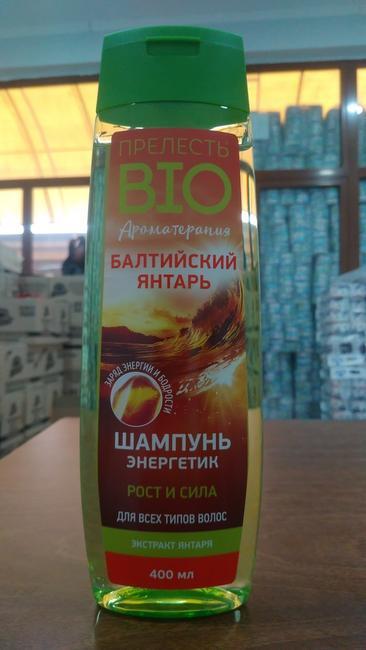 ПРЕЛЕСТЬ
BIO
Ароматерапия
БАЛТИЙСКИЙ
ЯНТАРЬ
ЗАРЯД ЭНЕРГИИ И БОДРОСТИ
ШАМПУНЬ
ЭНЕРГЕТИК
РОСТ И СИЛА
ДЛЯ ВСЕХ ТИПОВ ВОЛОС
ЭКСТРАКТ ЯНТАРЯ
400 мл